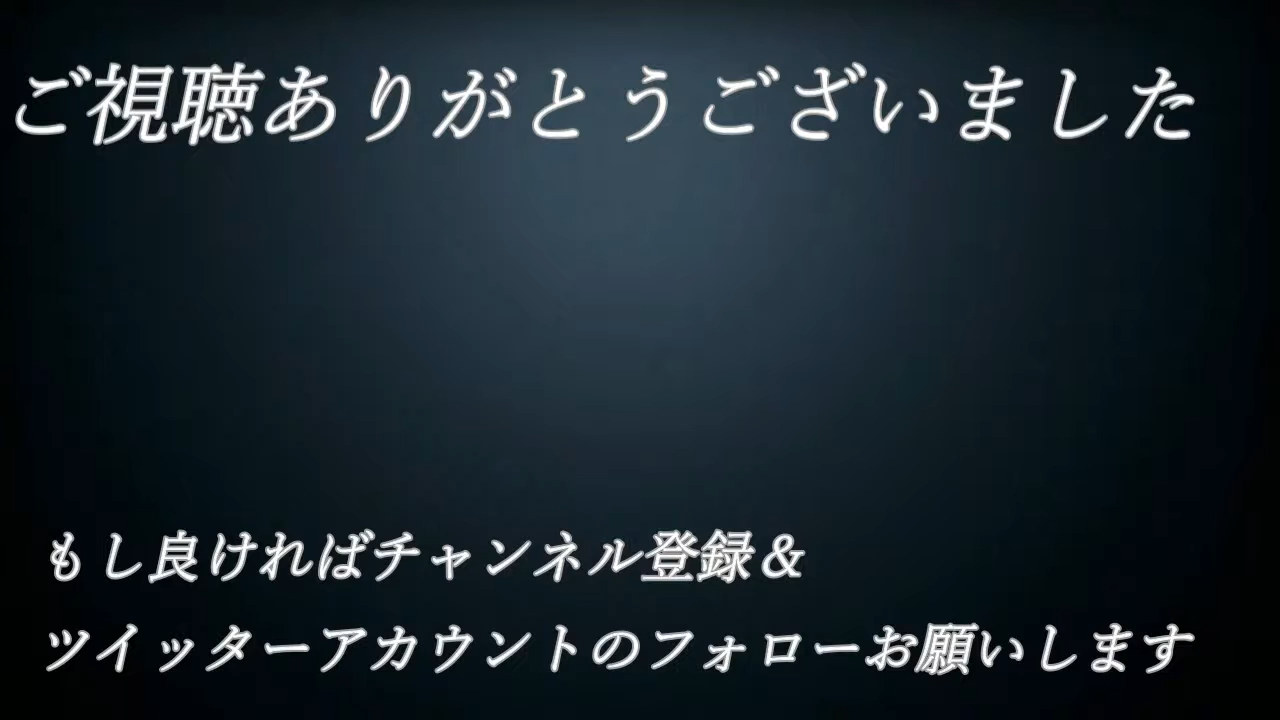 ご視聴ありがとうございました
もし良ければチャンネル登録＆
ツイッターアカウントのフォローお願いします